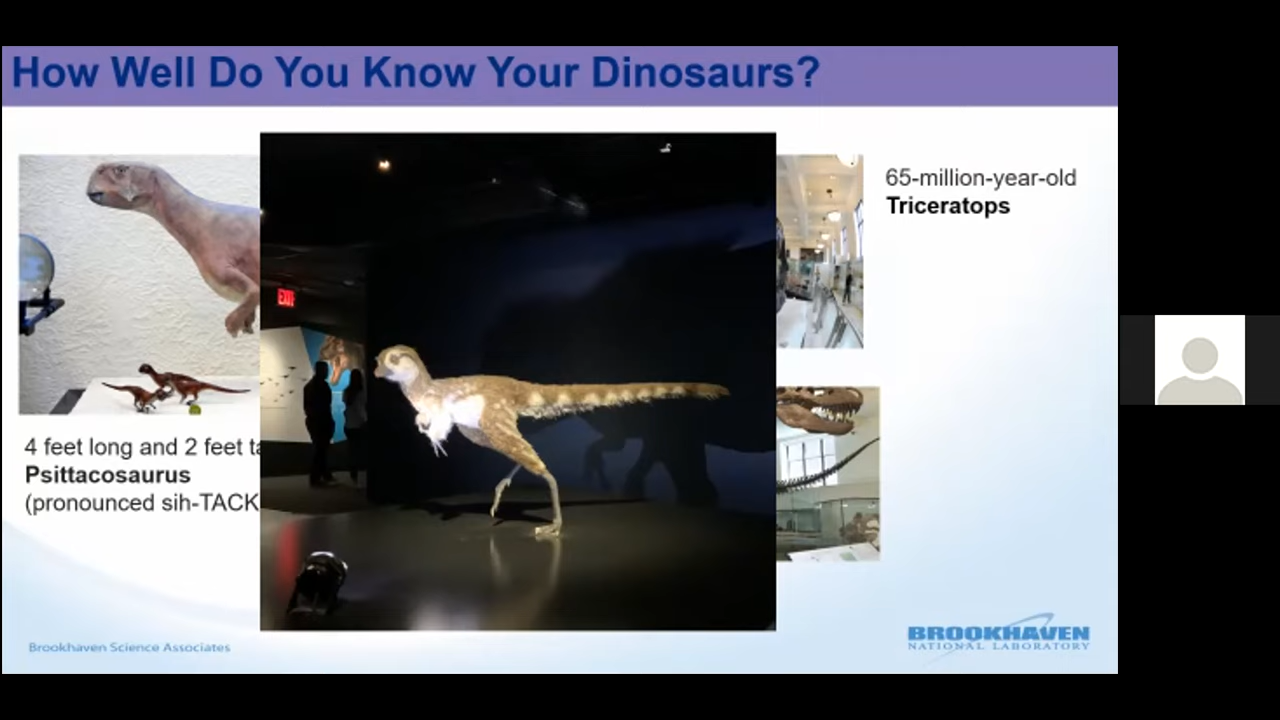 How Well Do You Know Your Dinosaurs?
65-million-year-old
Triceratops
EXIT
4 feet long and 2 feet ta
Psittacosaurus
(pronounced sih-TACK
Brookhaven Science Associates
BROOKHAVEN
NATIONAL LABORATORY